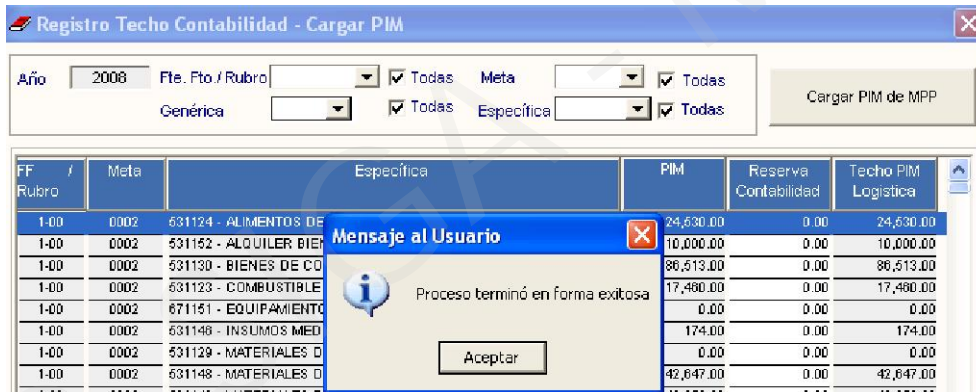 Registro Techo Contabilidad - Cargar PIM
Año 2008 Fte. Fto./ Rubro Todas Meta Todas
Cargar PIM de MPP
Genérica Todas Específica Todas
FF / Rubro Meta Específica PIM Reserva Contabilidad Techo PIM Logistica
1-00 0002 531124 - ALIMENTOS DE 24,530.00 0.00 24,530.00
1-00 0002 531152 - ALQUILER BIEN 10,000.00 0.00 10,000.00
1-00 0002 531130 - BIENES DE CO 86,513.00 0.00 86,513.00
1-00 0002 531123 - COMBUSTIBLE 17,460.00 0.00 17,460.00
1-00 0002 671151 - EQUIPAMIENTO 0.00 0.00 0.00
1-00 0002 531146 - INSUMOS MED 174.00 0.00 174.00
1-00 0002 531129 - MATERIALES D 0.00 0.00 0.00
1-00 0002 531148 - MATERIALES D 42,647.00 0.00 42,647.00
Mensaje al Usuario
Proceso terminó en forma exitosa
Aceptar